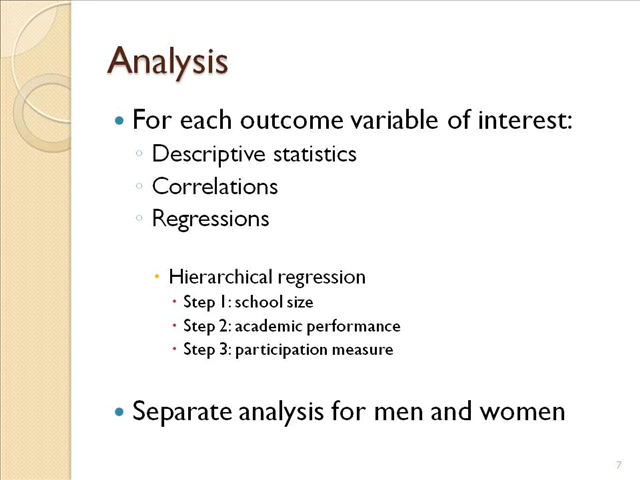 Analysis
For each outcome variable of interest:
Descriptive statistics
Correlations
Regressions
Hierarchical regression
Step 1: school size
Step 2: academic performance
Step 3: participation measure
Separate analysis for men and women
7